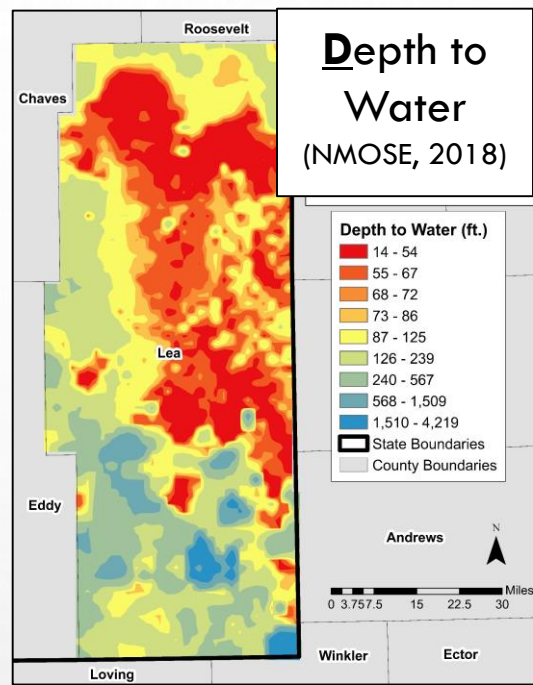 Depth to
Water
(NMOSE, 2018)
Roosevelt
Chaves
Lea
Eddy
Loving
Winkler
Ector
Andrews
Depth to Water (ft.)
14 - 54
55 - 67
68 - 72
73 - 86
87 - 125
126 - 239
240 - 567
568 - 1,509
1,510 - 4,219
State Boundaries
County Boundaries
N
Miles
0 3.757.5 15 22.5 30